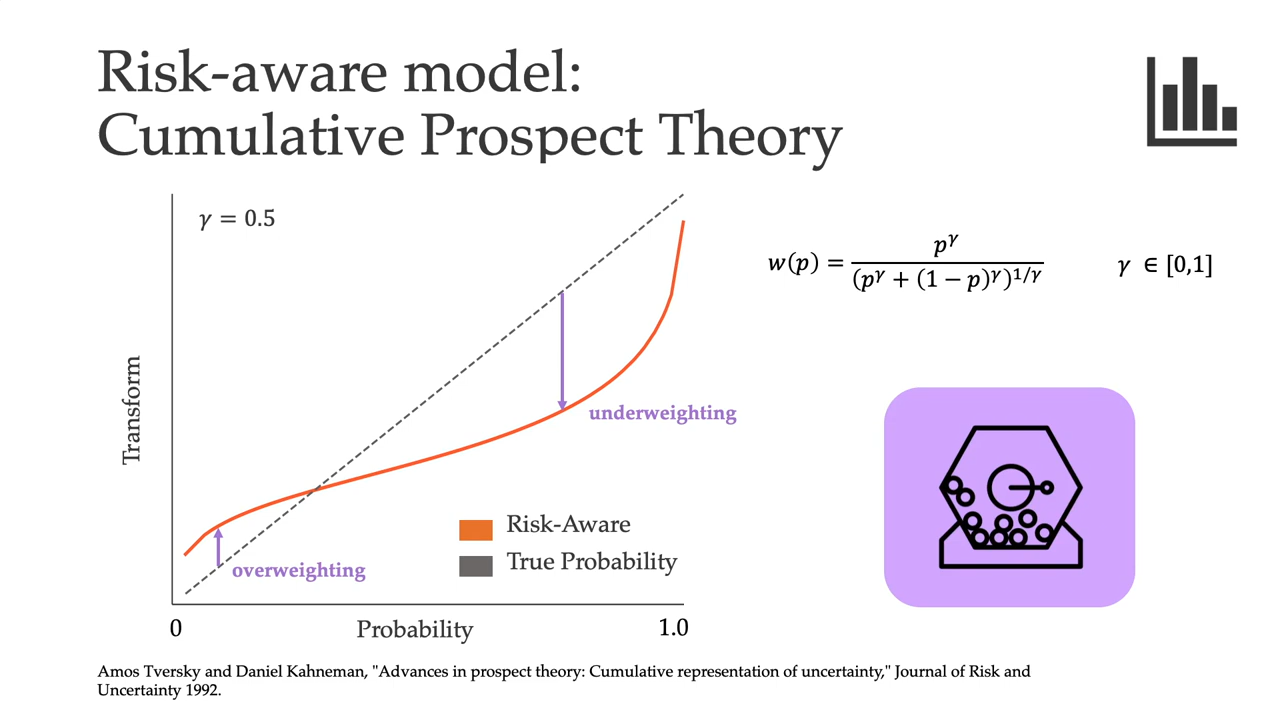 Risk-aware model:
Cumulative Prospect Theory
γ = 0.5
w(p) = p^γ / (p^γ + (1 − p)^γ)^1/γ
γ ∈ [0,1]
Transform
underweighting
overweighting
Risk-Aware
True Probability
0
Probability
1.0
Amos Tversky and Daniel Kahneman, "Advances in prospect theory: Cumulative representation of uncertainty," Journal of Risk and
Uncertainty 1992.